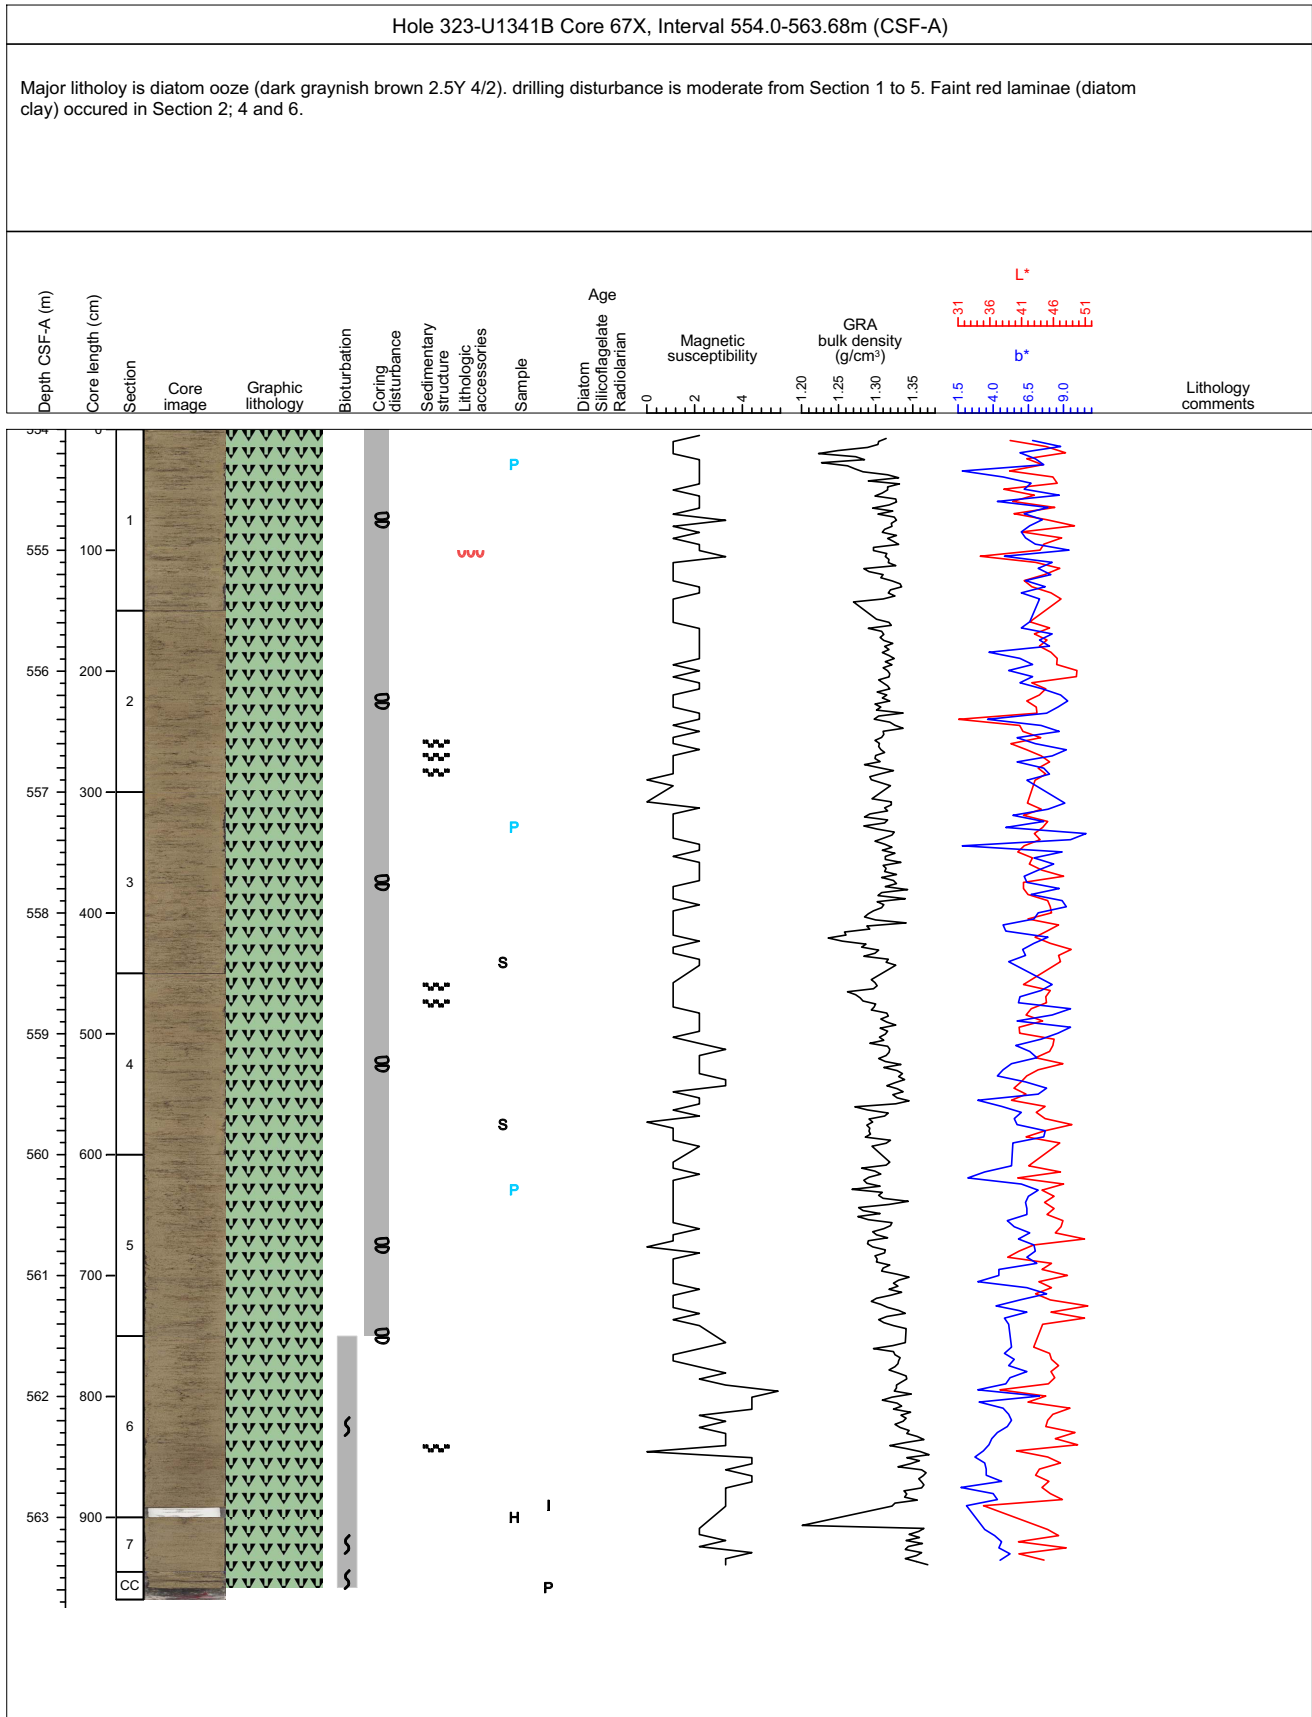 Hole 323-U1341B Core 67X, Interval 554.0-563.68m (CSF-A)
Major litholoy is diatom ooze (dark graynish brown 2.5Y 4/2). drilling disturbance is moderate from Section 1 to 5. Faint red laminae (diatom
clay) occured in Section 2; 4 and 6.
Depth CSF-A (m)
Core length (cm)
Section
Core
image
Graphic
lithology
Bioturbation
Coring
disturbance
Sedimentary
structure
Lithologic
accessories
Sample
Age
Diatom
Silicoflagelate
Radiolarian
Magnetic
susceptibility
0 2 4
GRA
bulk density
(g/cm³)
1.20 1.25 1.30 1.35
L*
31 36 41 46 51
b*
1.5 4.0 6.5 9.0
Lithology
comments
554 0
P
1
555 100
556 200
2
557 300
P
3
558 400
S
559 500
4
S
560 600
P
5
561 700
562 800
6
I
563 900
H
7
CC
P